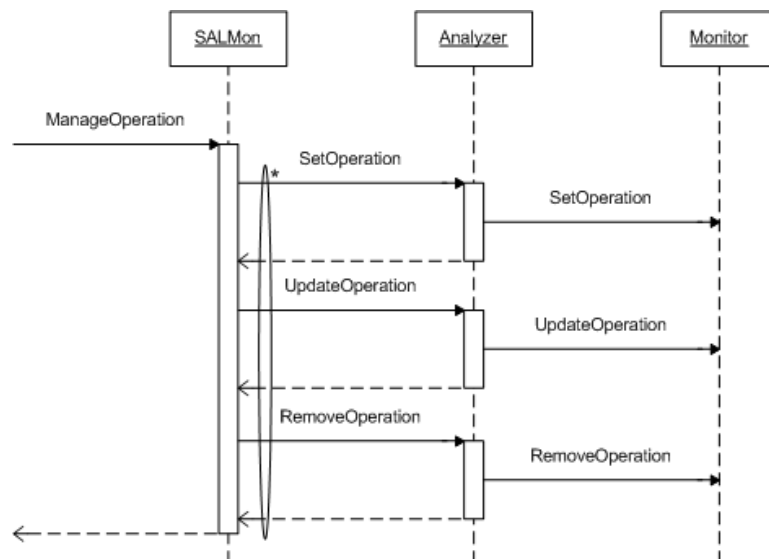 SALMon
Analyzer
Monitor
ManageOperation
SetOperation
*
SetOperation
UpdateOperation
UpdateOperation
RemoveOperation
RemoveOperation